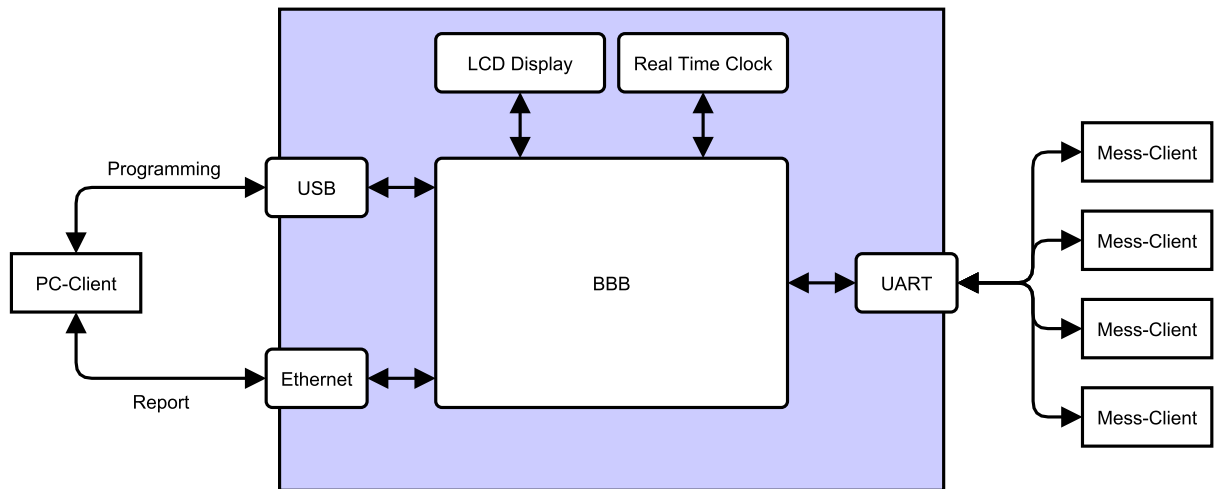 LCD Display
Real Time Clock
Programming
USB
Mess-Client
Mess-Client
PC-Client
BBB
UART
Mess-Client
Ethernet
Report
Mess-Client